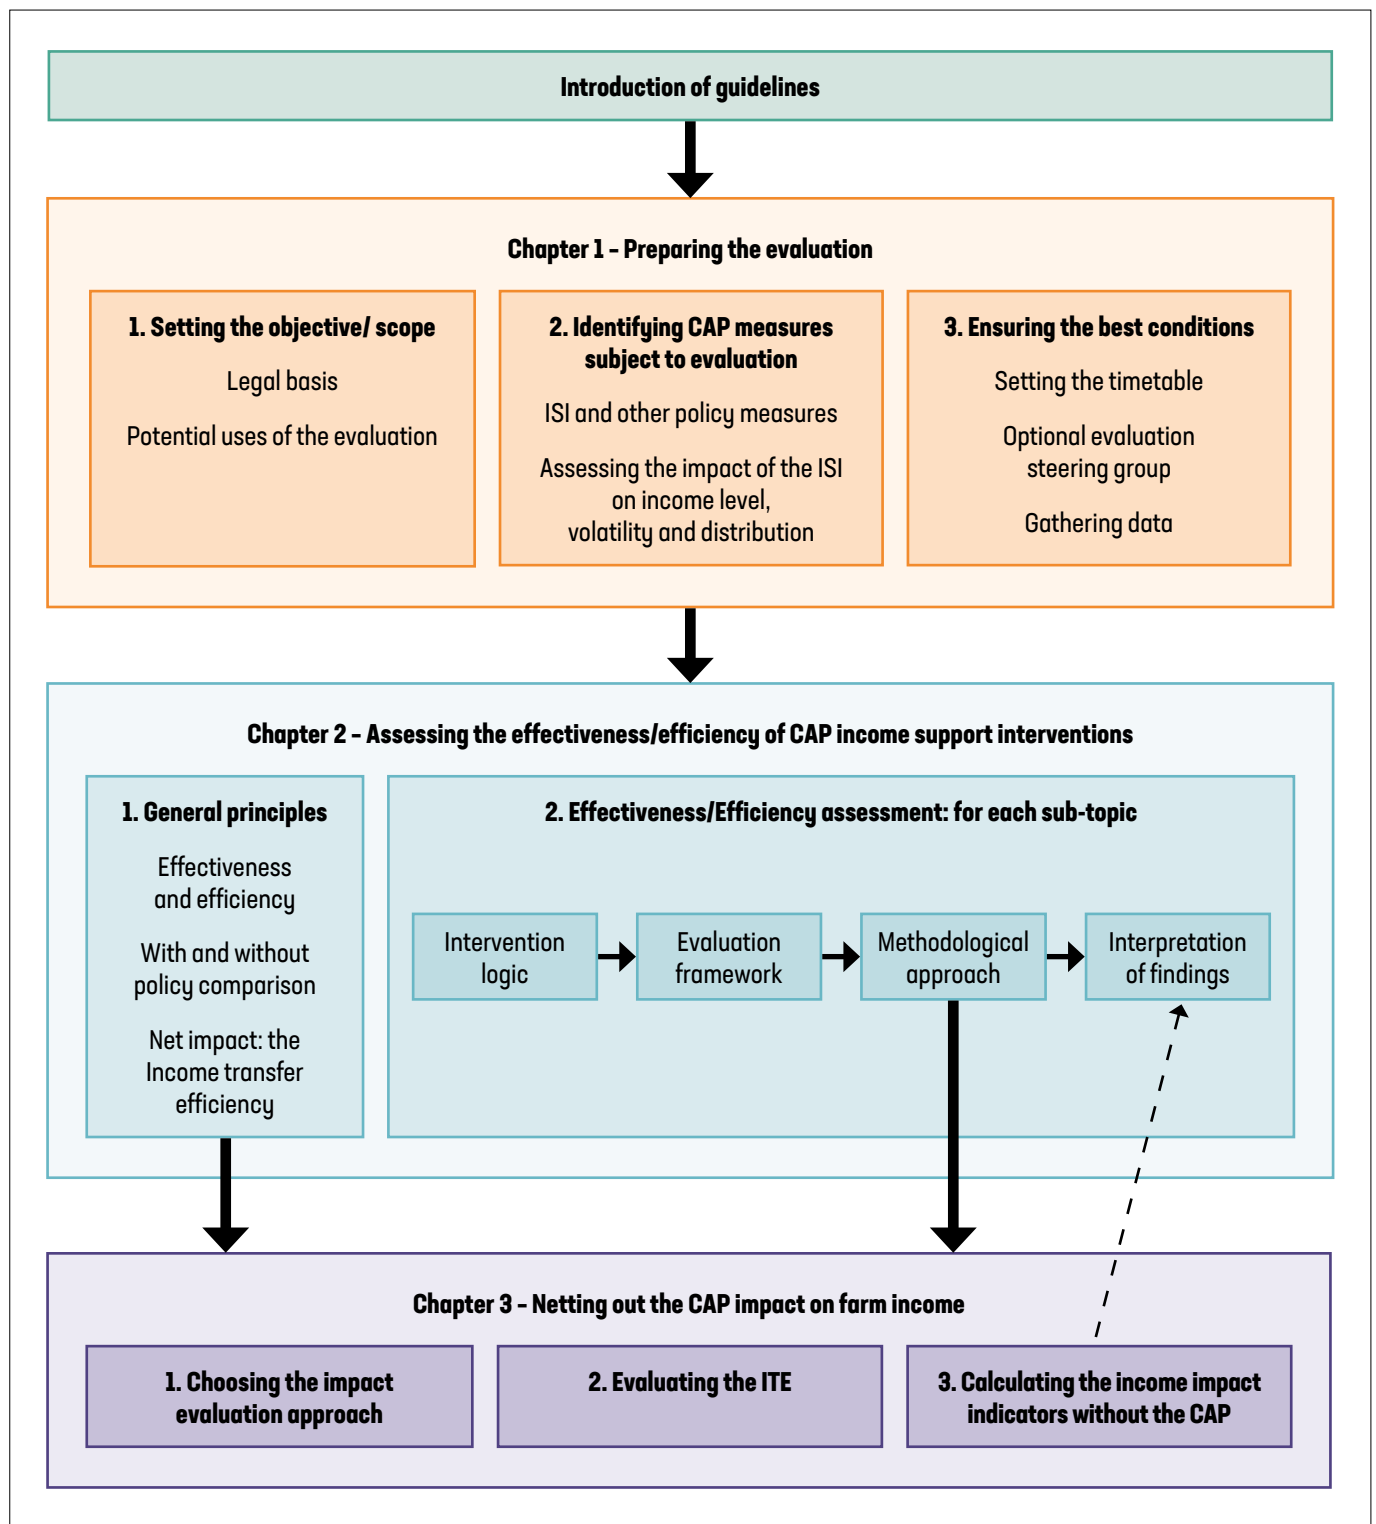 Introduction of guidelines
Chapter 1 – Preparing the evaluation
1. Setting the objective/ scope
Legal basis
Potential uses of the evaluation
2. Identifying CAP measures
subject to evaluation
ISI and other policy measures
Assessing the impact of the ISI
on income level,
volatility and distribution
3. Ensuring the best conditions
Setting the timetable
Optional evaluation
steering group
Gathering data
Chapter 2 – Assessing the effectiveness/efficiency of CAP income support interventions
1. General principles
Effectiveness
and efficiency
With and without
policy comparison
Net impact: the
Income transfer
efficiency
2. Effectiveness/Efficiency assessment: for each sub-topic
Intervention
logic
Evaluation
framework
Methodological
approach
Interpretation
of findings
Chapter 3 – Netting out the CAP impact on farm income
1. Choosing the impact
evaluation approach
2. Evaluating the ITE
3. Calculating the income impact
indicators without the CAP